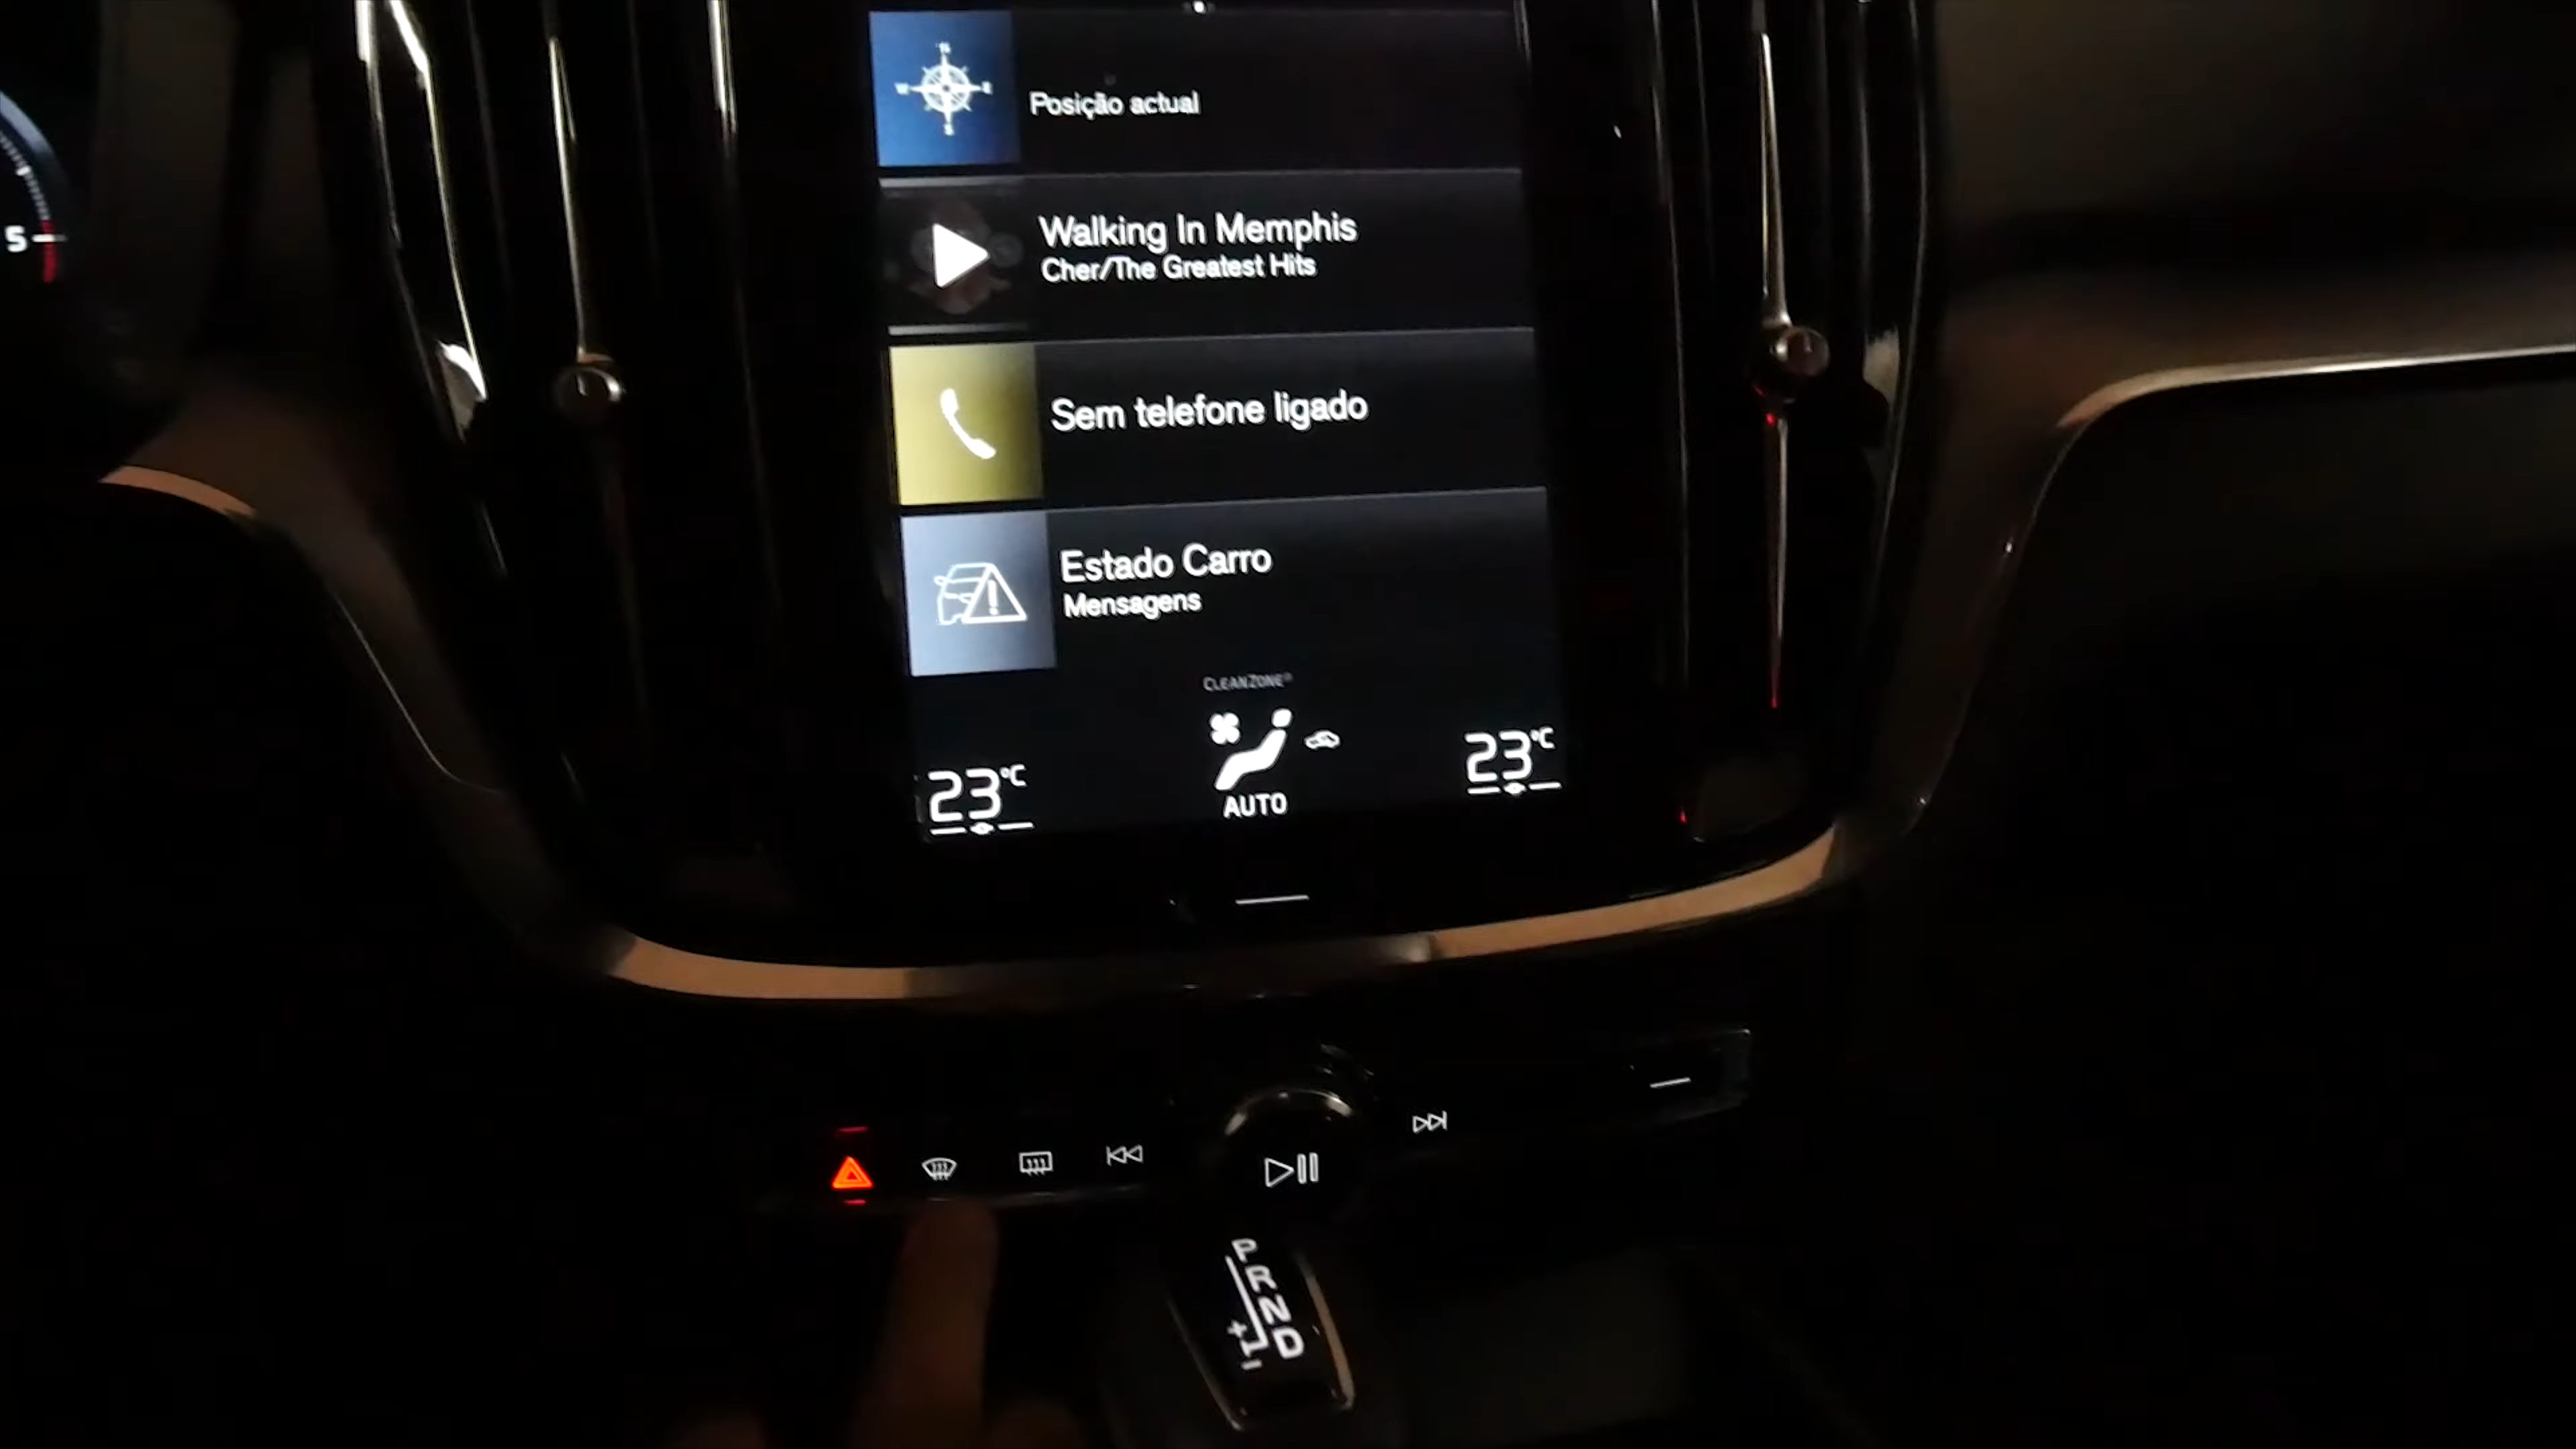 Posição actual
Walking In Memphis
Cher/The Greatest Hits
5
Sem telefone ligado
Estado Carro
Mensagens
CLEANZONE
23°C
AUTO
23°C
P
R
N
D
+
−